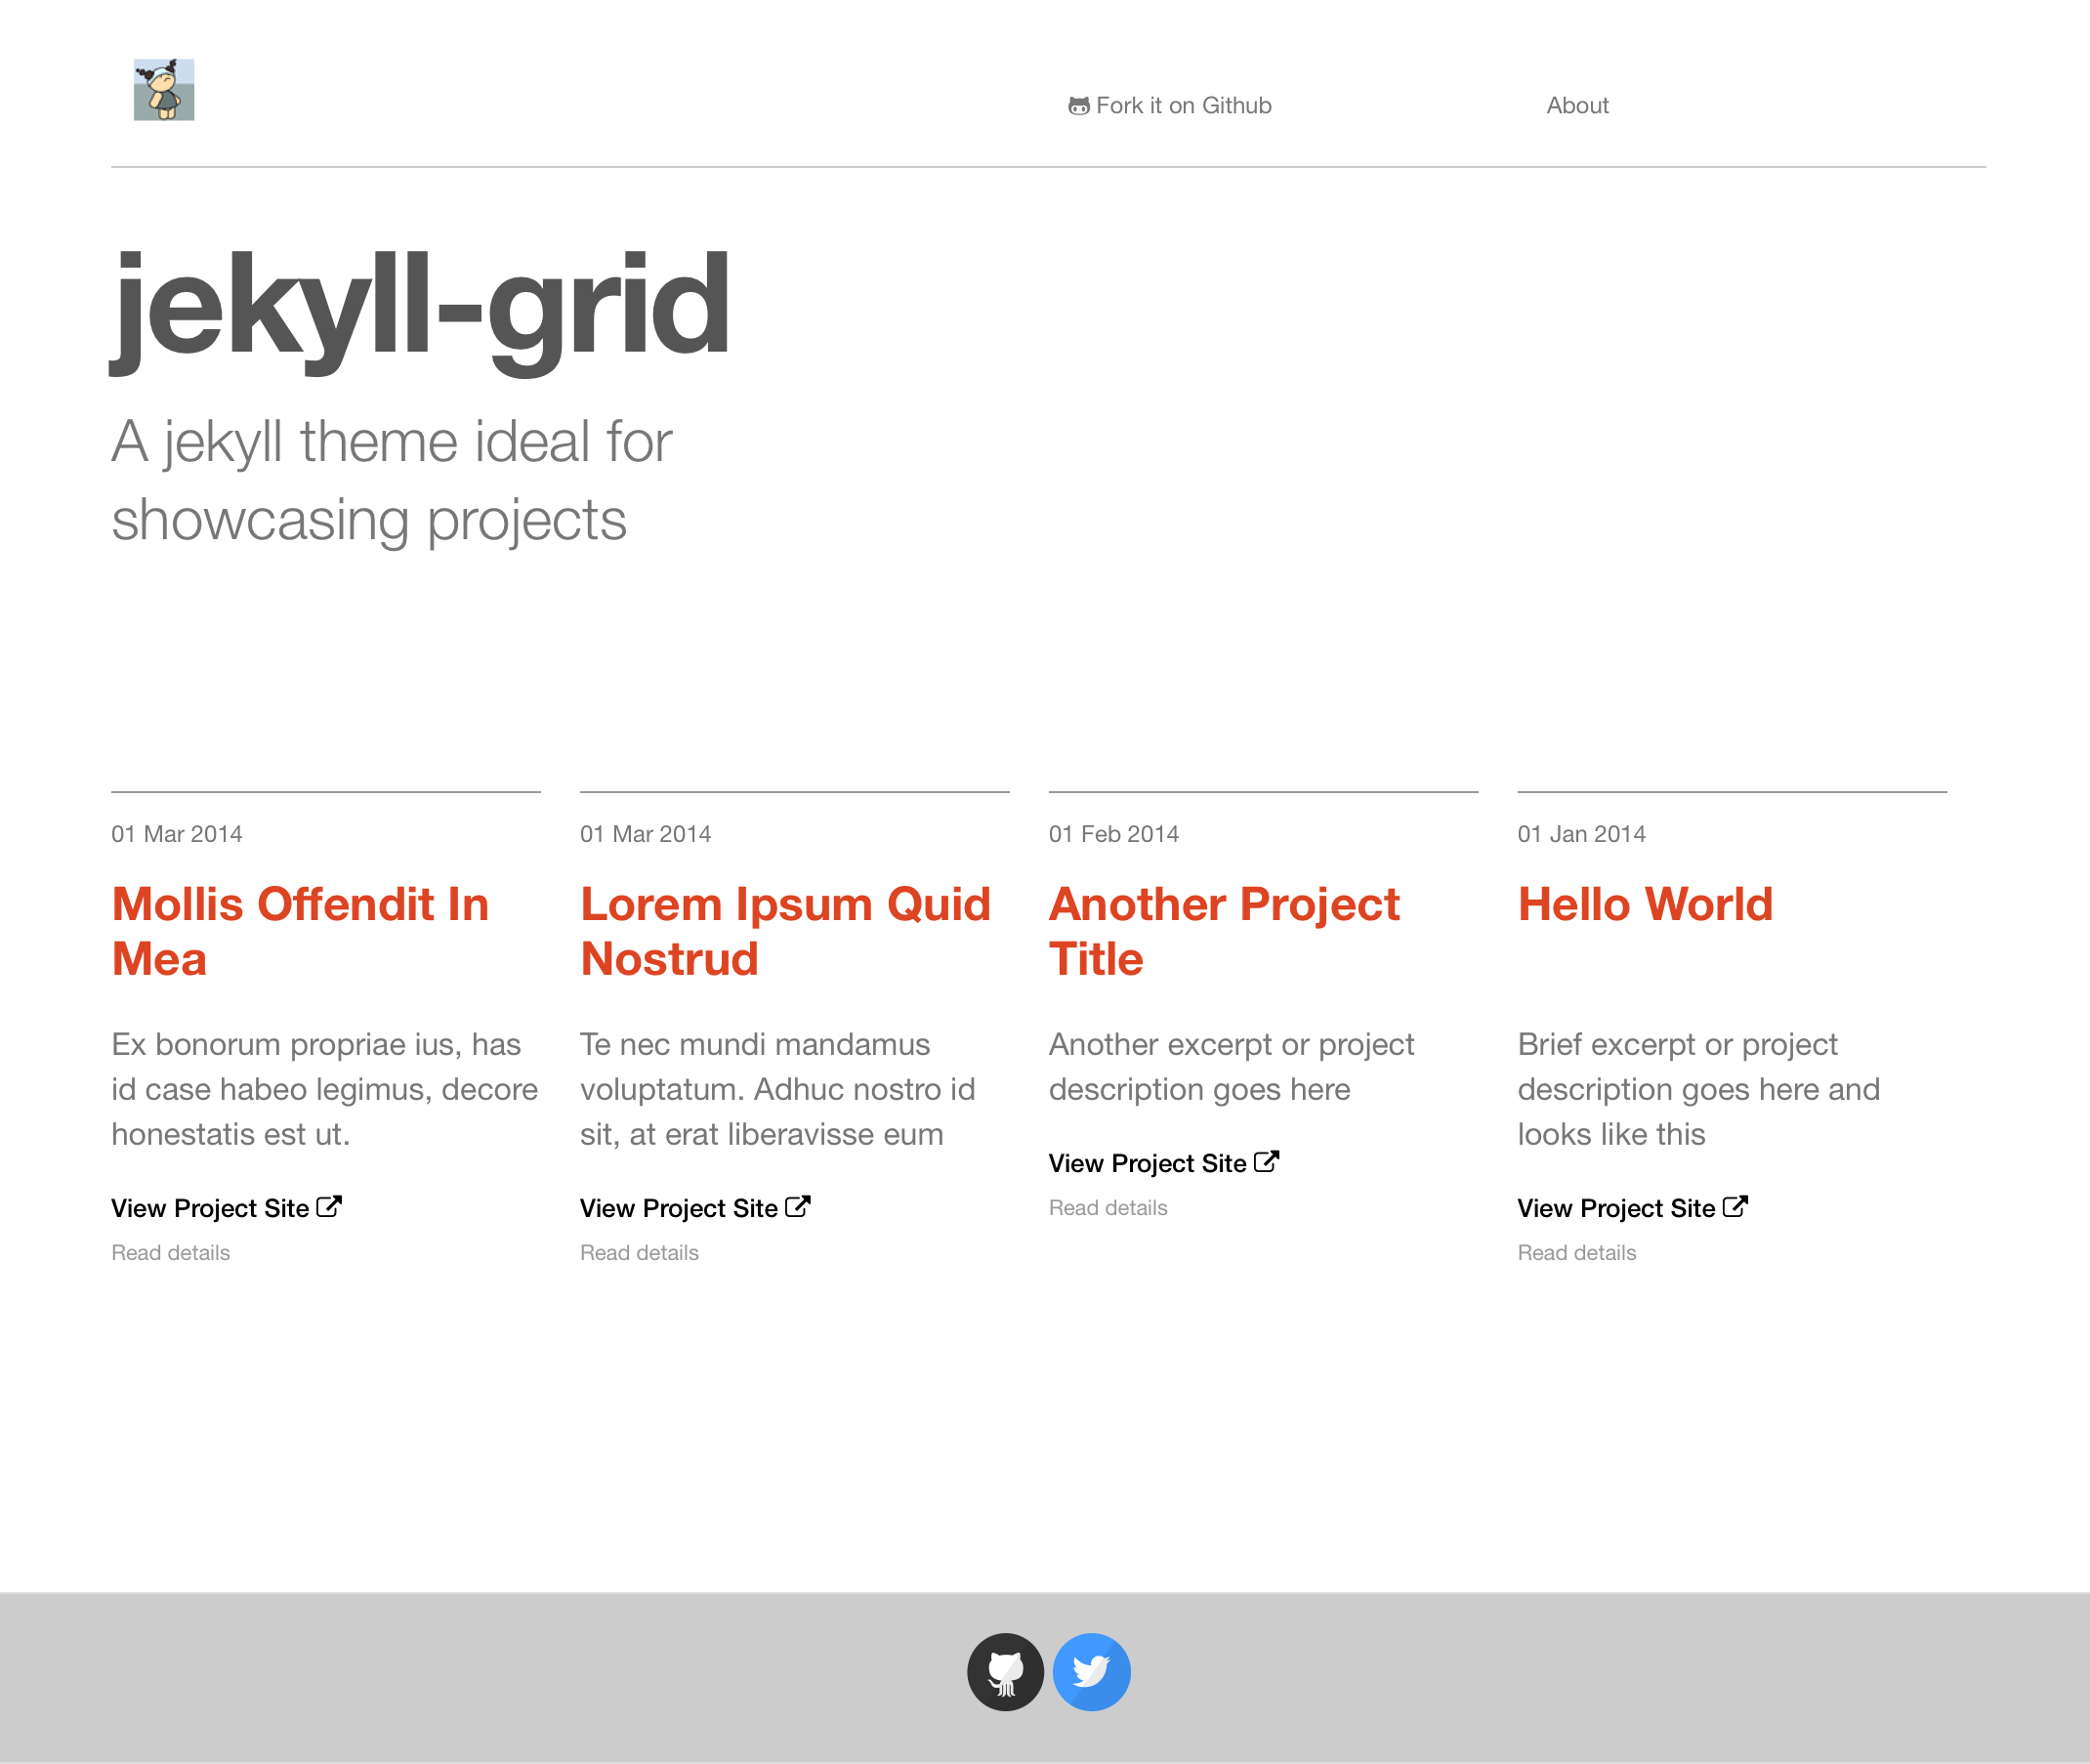 Fork it on Github
About
jekyll-grid
A jekyll theme ideal for
showcasing projects
01 Mar 2014
Mollis Offendit In
Mea
Ex bonorum propriae ius, has
id case habeo legimus, decore
honestatis est ut.
View Project Site
Read details
01 Mar 2014
Lorem Ipsum Quid
Nostrud
Te nec mundi mandamus
voluptatum. Adhuc nostro id
sit, at erat liberavisse eum
View Project Site
Read details
01 Feb 2014
Another Project
Title
Another excerpt or project
description goes here
View Project Site
Read details
01 Jan 2014
Hello World
Brief excerpt or project
description goes here and
looks like this
View Project Site
Read details